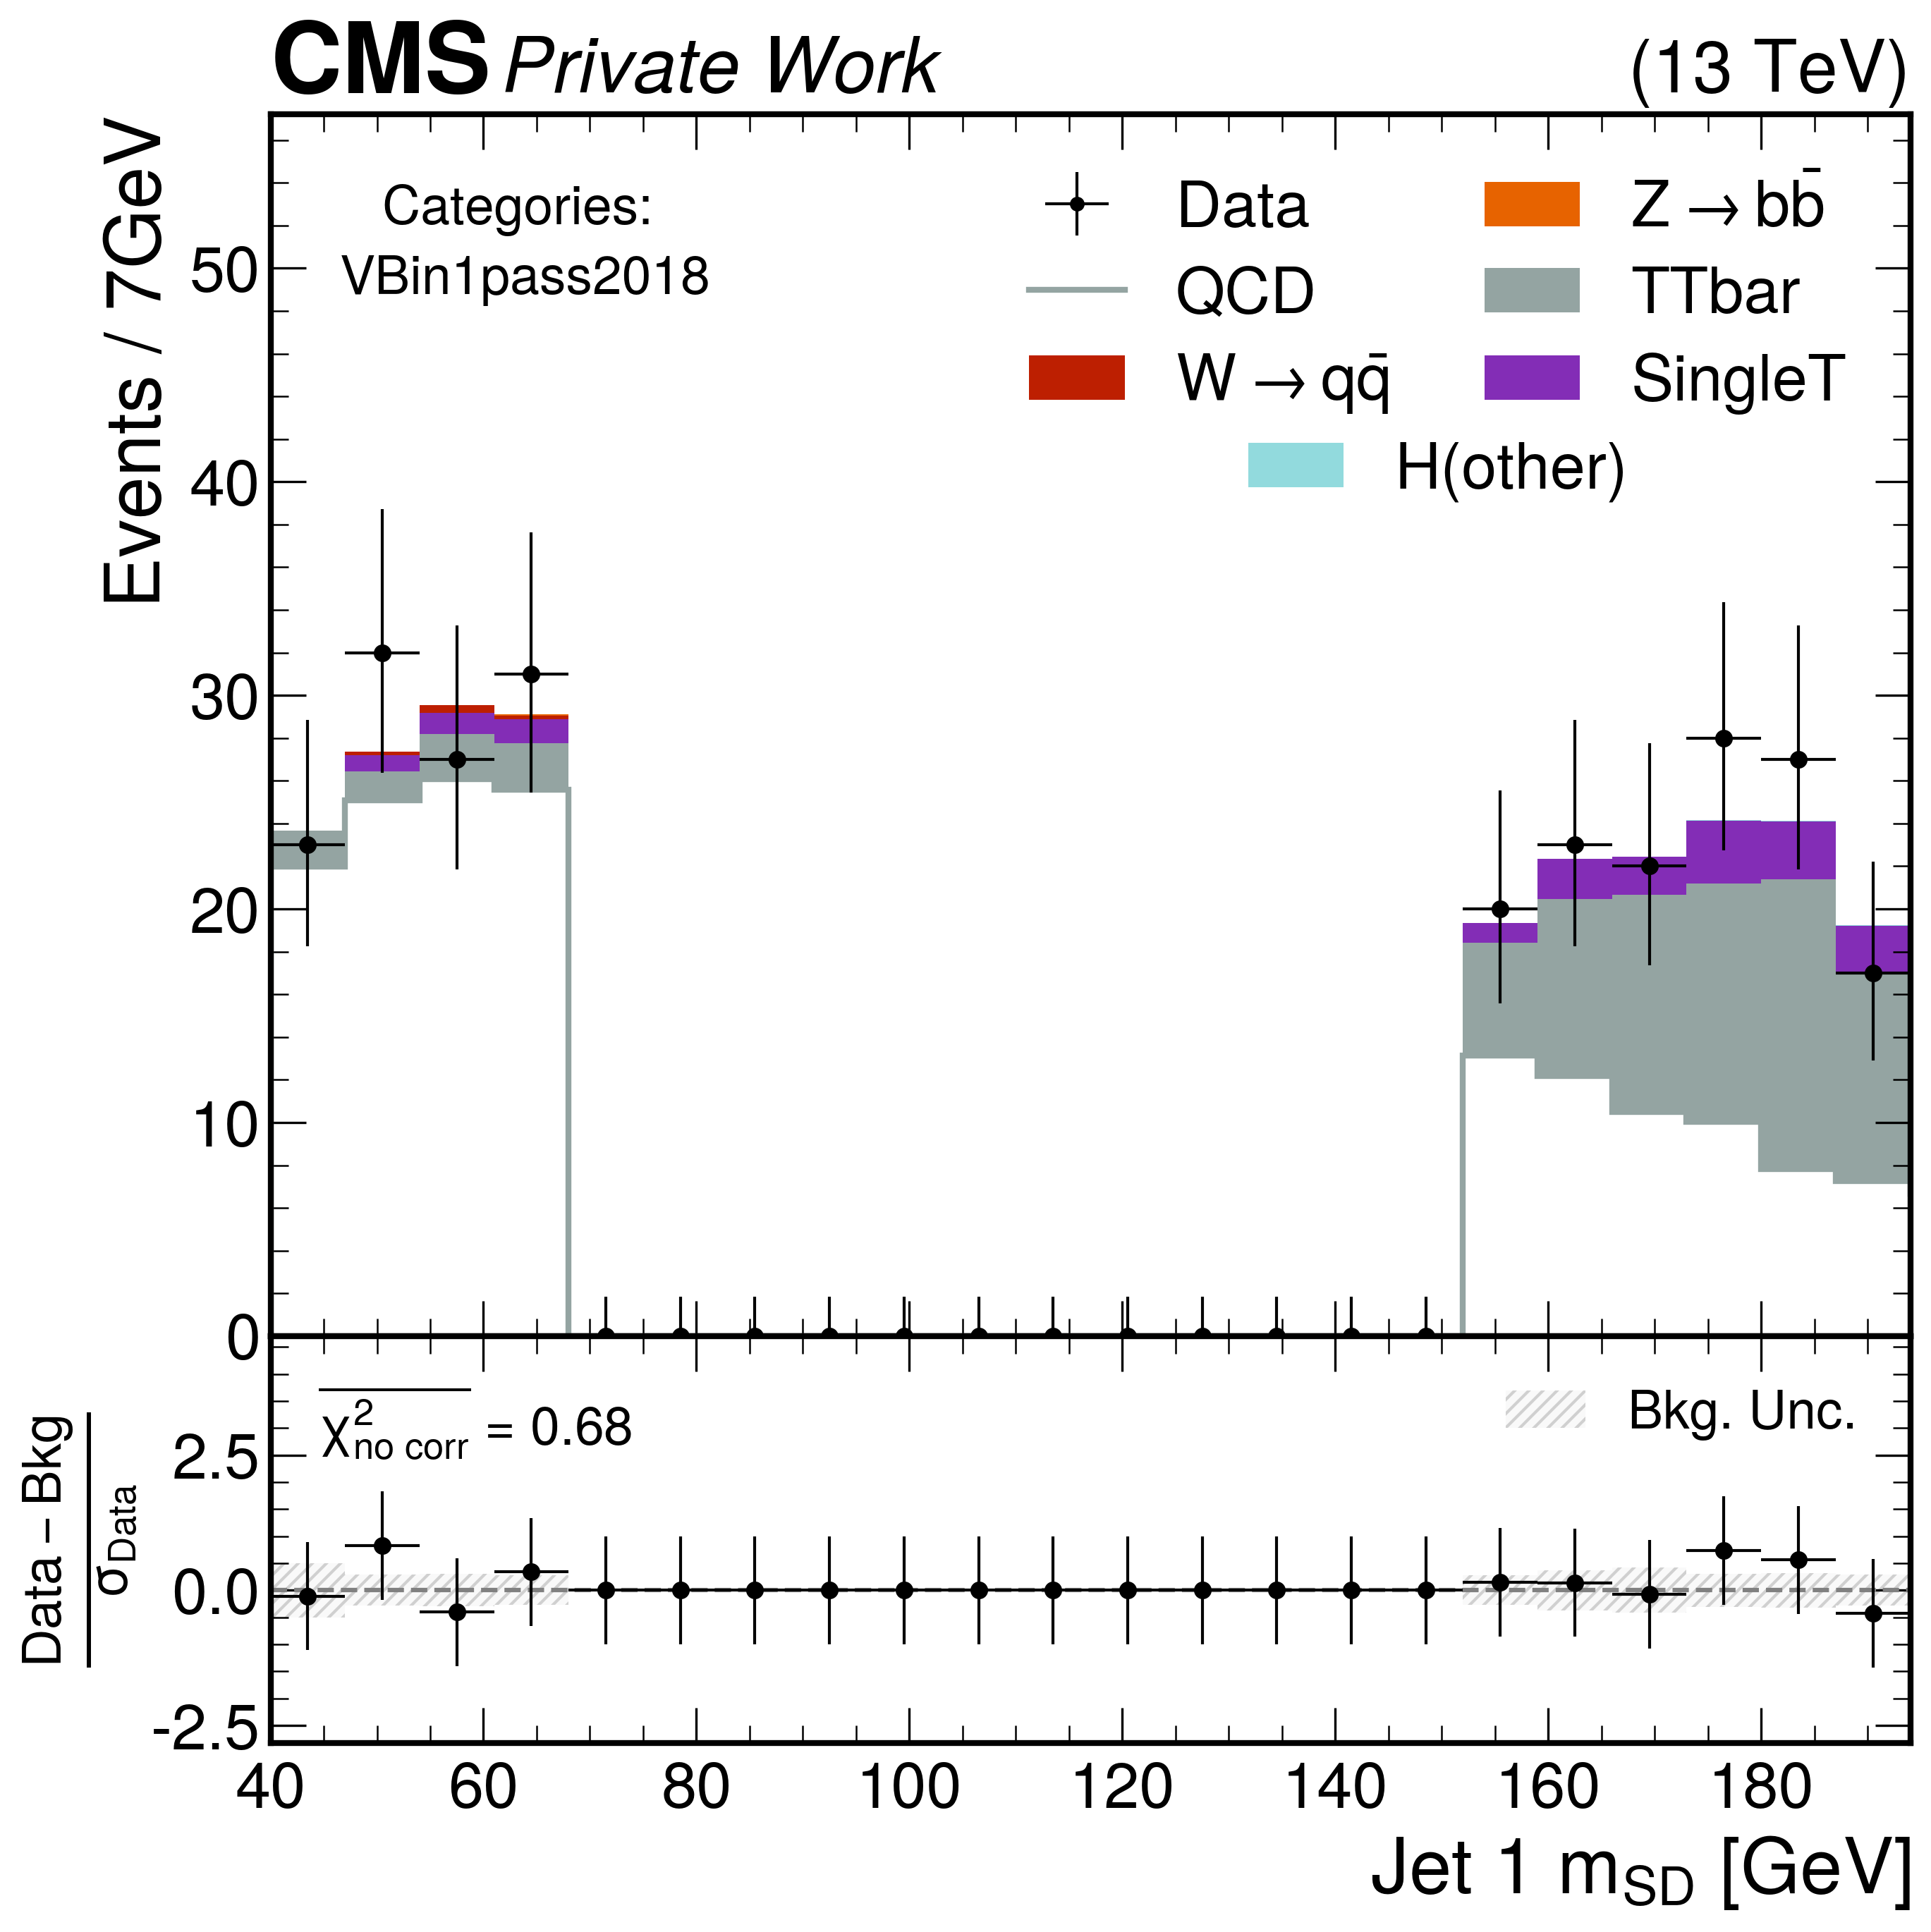 CMS Private Work (13 TeV)
Events / 7GeV
Categories:
VBin1pass2018
Data
Z → bb̄
QCD
TTbar
W → qq̄
SingleT
H(other)
50
40
30
20
10
0
Data – Bkg
σData
χ²no corr = 0.68
Bkg. Unc.
2.5
0.0
-2.5
40 60 80 100 120 140 160 180
Jet 1 mSD [GeV]